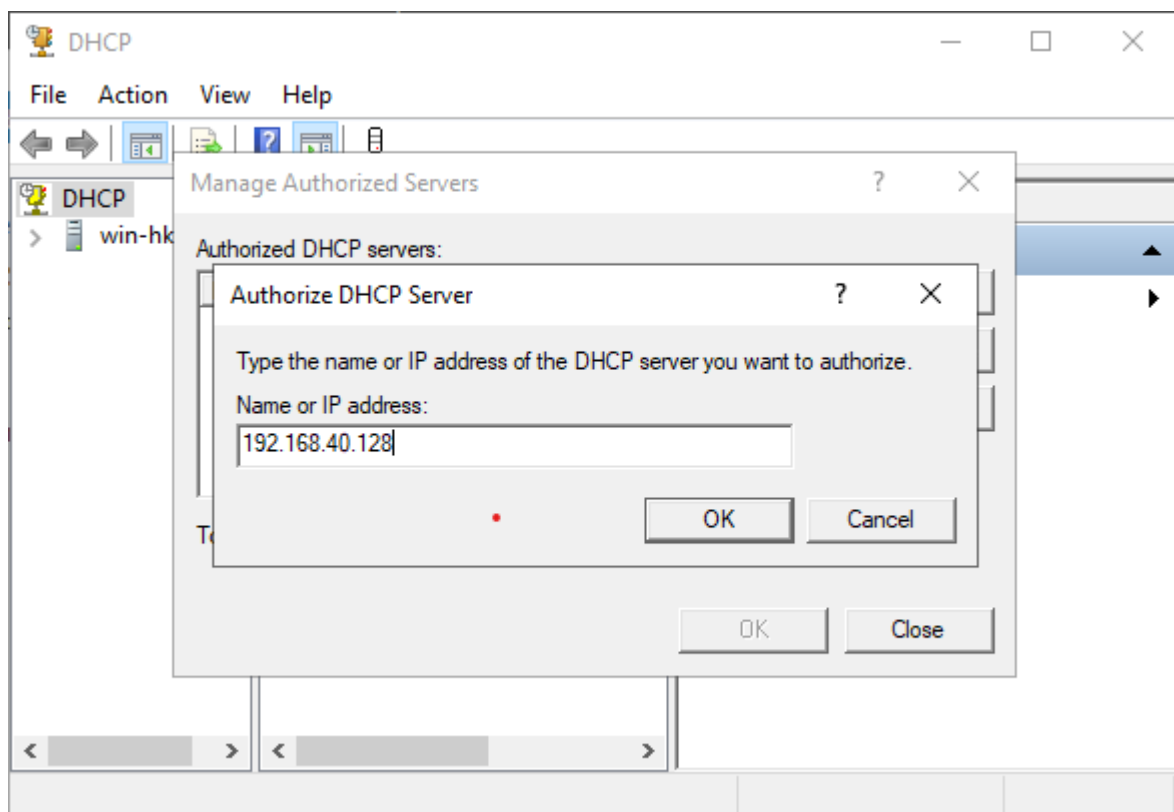 DHCP
File Action View Help
DHCP
win-hk
Manage Authorized Servers
Authorized DHCP servers:
Authorize DHCP Server
Type the name or IP address of the DHCP server you want to authorize.
Name or IP address:
192.168.40.128
OK Cancel
OK Close